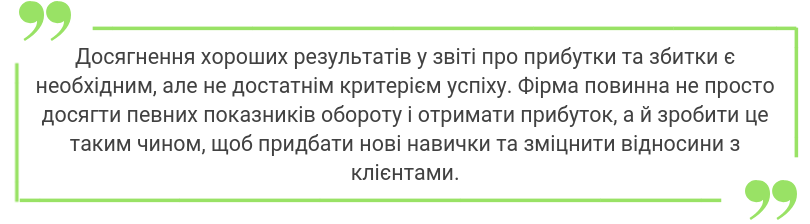 Досягнення хороших результатів у звіті про прибутки та збитки є
необхідним, але не достатнім критерієм успіху. Фірма повинна не просто
досягти певних показників обороту і отримати прибуток, а й зробити це
таким чином, щоб придбати нові навички та зміцнити відносини з
клієнтами.